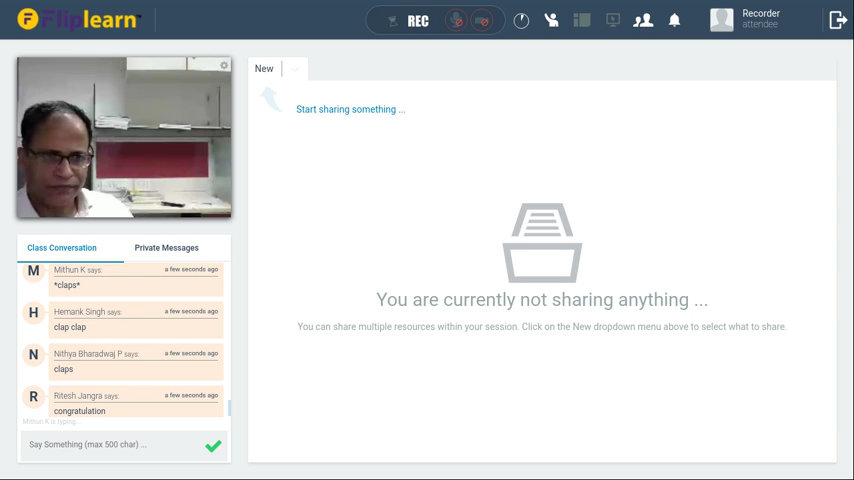 Fliplearn
REC
Recorder
attendee
New
Start sharing something ...
Class Conversation
Private Messages
M
Mithun K says:
a few seconds ago
*claps*
H
Hemank Singh says:
a few seconds ago
clap clap
N
Nithya Bharadwaj P says:
a few seconds ago
claps
R
Ritesh Jangra says:
a few seconds ago
congratulation
Mithun K is typing...
Say Something (max 500 char) ...
You are currently not sharing anything ...
You can share multiple resources within your session. Click on the New dropdown menu above to select what to share.